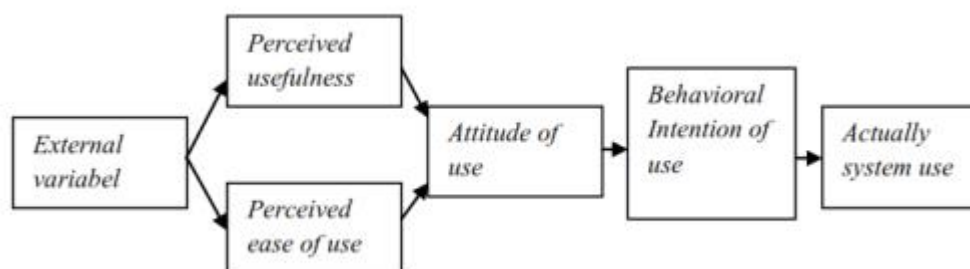 External
variabel
Perceived
usefulness
Perceived
ease of use
Attitude of
use
Behavioral
Intention of
use
Actually
system use